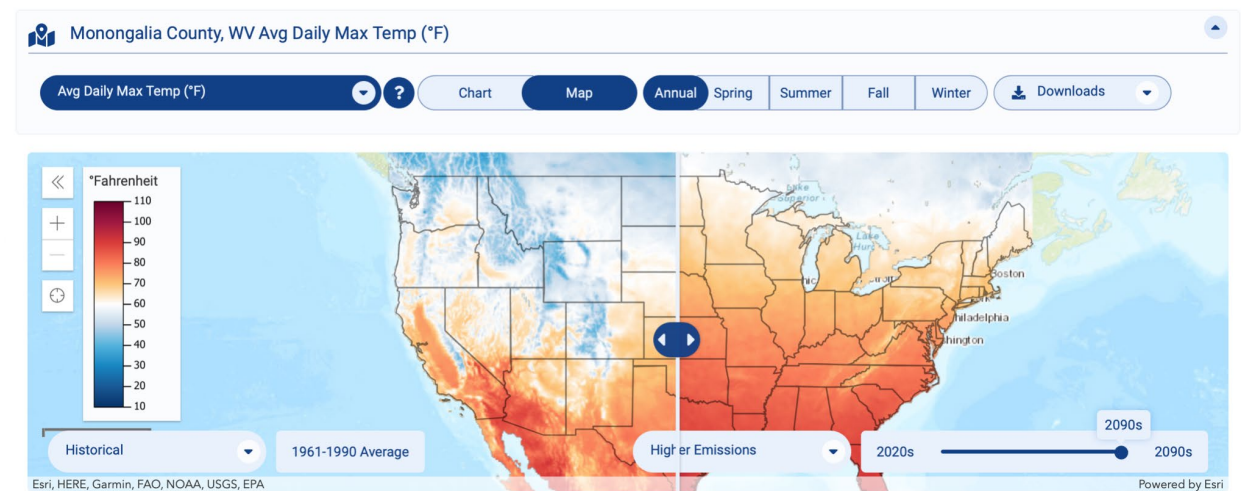 Monongalia County, WV Avg Daily Max Temp (°F)
Avg Daily Max Temp (°F)
?
Chart
Map
Annual
Spring
Summer
Fall
Winter
Downloads
°Fahrenheit
110
100
90
80
70
60
50
40
30
20
10
Lake
Superior
Lake
Boston
hiladelphia
hington
2090s
Historical
1961-1990 Average
Higher Emissions
2020s
2090s
Esri, HERE, Garmin, FAO, NOAA, USGS, EPA
Powered by Esri